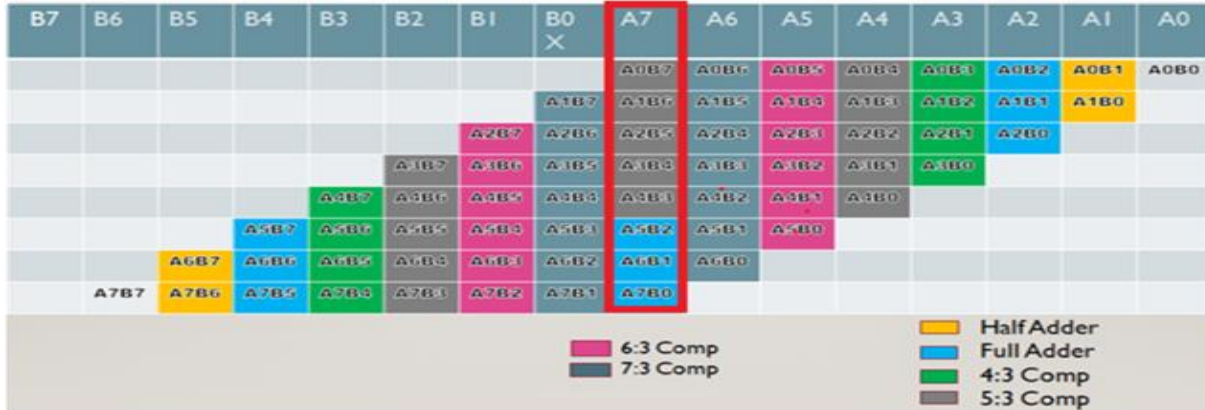 B7 B6 B5 B4 B3 B2 B1 B0 A7 A6 A5 A4 A3 A2 A1 A0
X
A0B7 A0B6 A0B5 A0B4 A0B3 A0B2 A0B1 A0B0
A1B7 A1B6 A1B5 A1B4 A1B3 A1B2 A1B1 A1B0
A2B7 A2B6 A2B5 A2B4 A2B3 A2B2 A2B1 A2B0
A3B7 A3B6 A3B5 A3B4 A3B3 A3B2 A3B1 A3B0
A4B7 A4B6 A4B5 A4B4 A4B3 A4B2 A4B1 A4B0
A5B7 A5B6 A5B5 A5B4 A5B3 A5B2 A5B1 A5B0
A6B7 A6B6 A6B5 A6B4 A6B3 A6B2 A6B1 A6B0
A7B7 A7B6 A7B5 A7B4 A7B3 A7B2 A7B1 A7B0
6:3 Comp
7:3 Comp
Half Adder
Full Adder
4:3 Comp
5:3 Comp